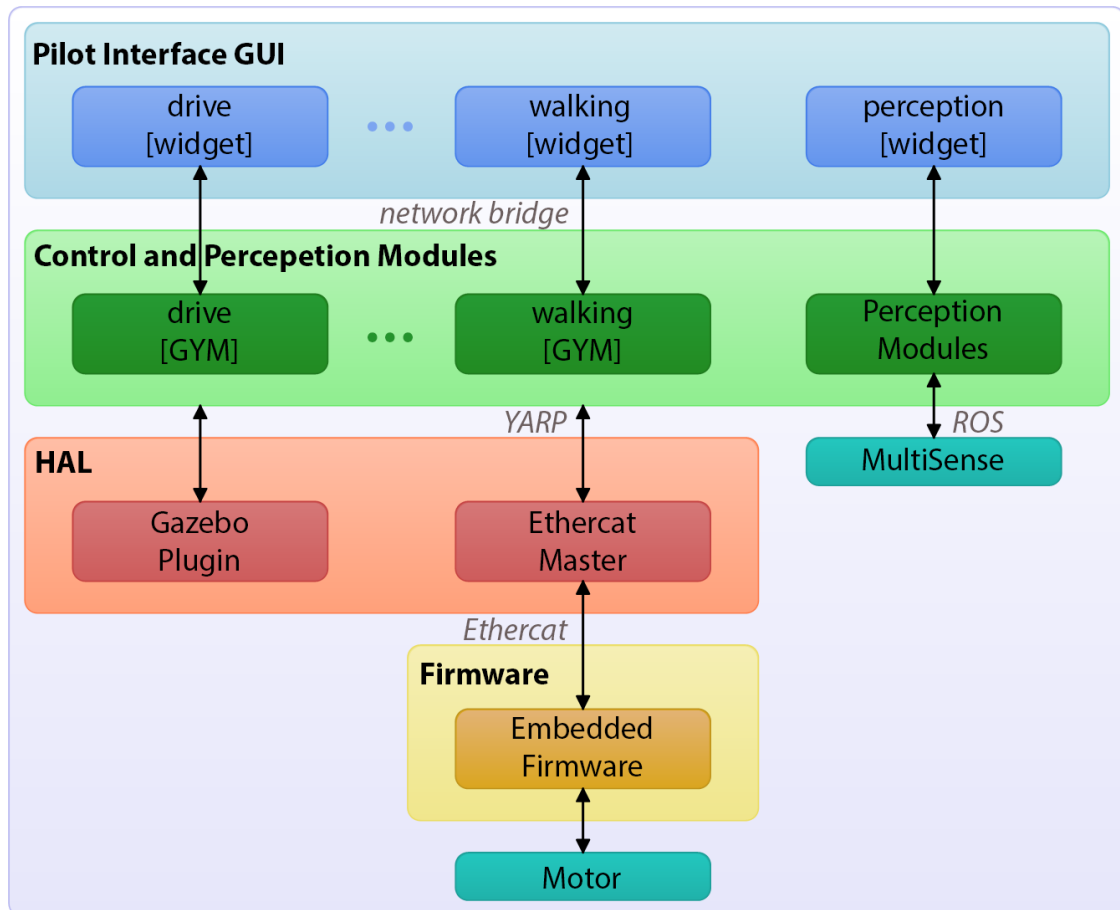 Pilot Interface GUI
drive
[widget]
walking
[widget]
perception
[widget]
network bridge
Control and Percepetion Modules
drive
[GYM]
walking
[GYM]
Perception
Modules
YARP
ROS
HAL
MultiSense
Gazebo
Plugin
Ethercat
Master
Ethercat
Firmware
Embedded
Firmware
Motor